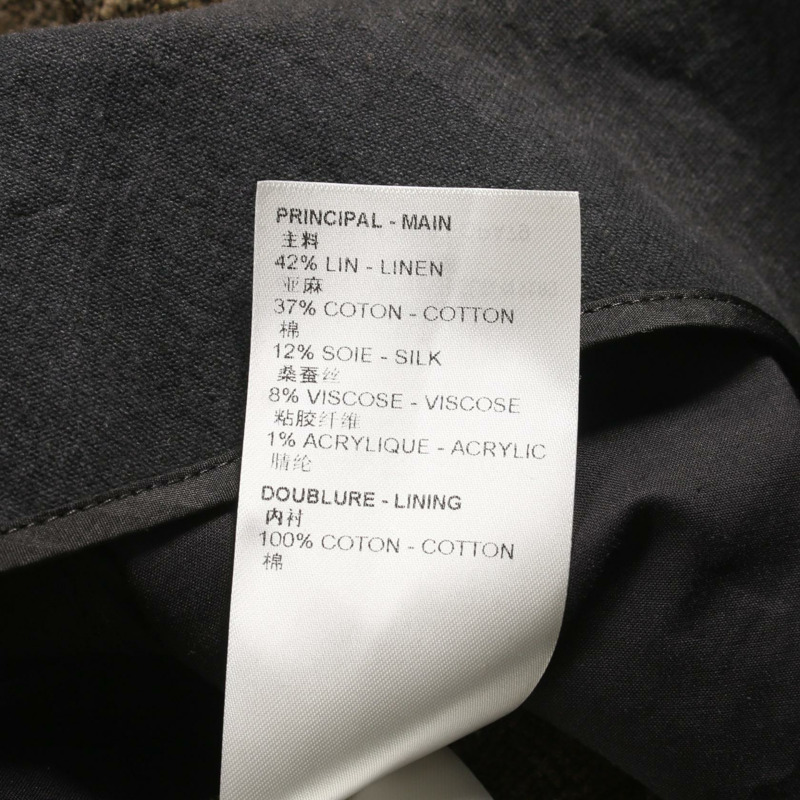 PRINCIPAL - MAIN
主料
42% LIN - LINEN
亚麻
37% COTON - COTTON
棉
12% SOIE - SILK
桑蚕丝
8% VISCOSE - VISCOSE
粘胶纤维
1% ACRYLIQUE - ACRYLIC
腈纶
DOUBLURE - LINING
内衬
100% COTON - COTTON
棉